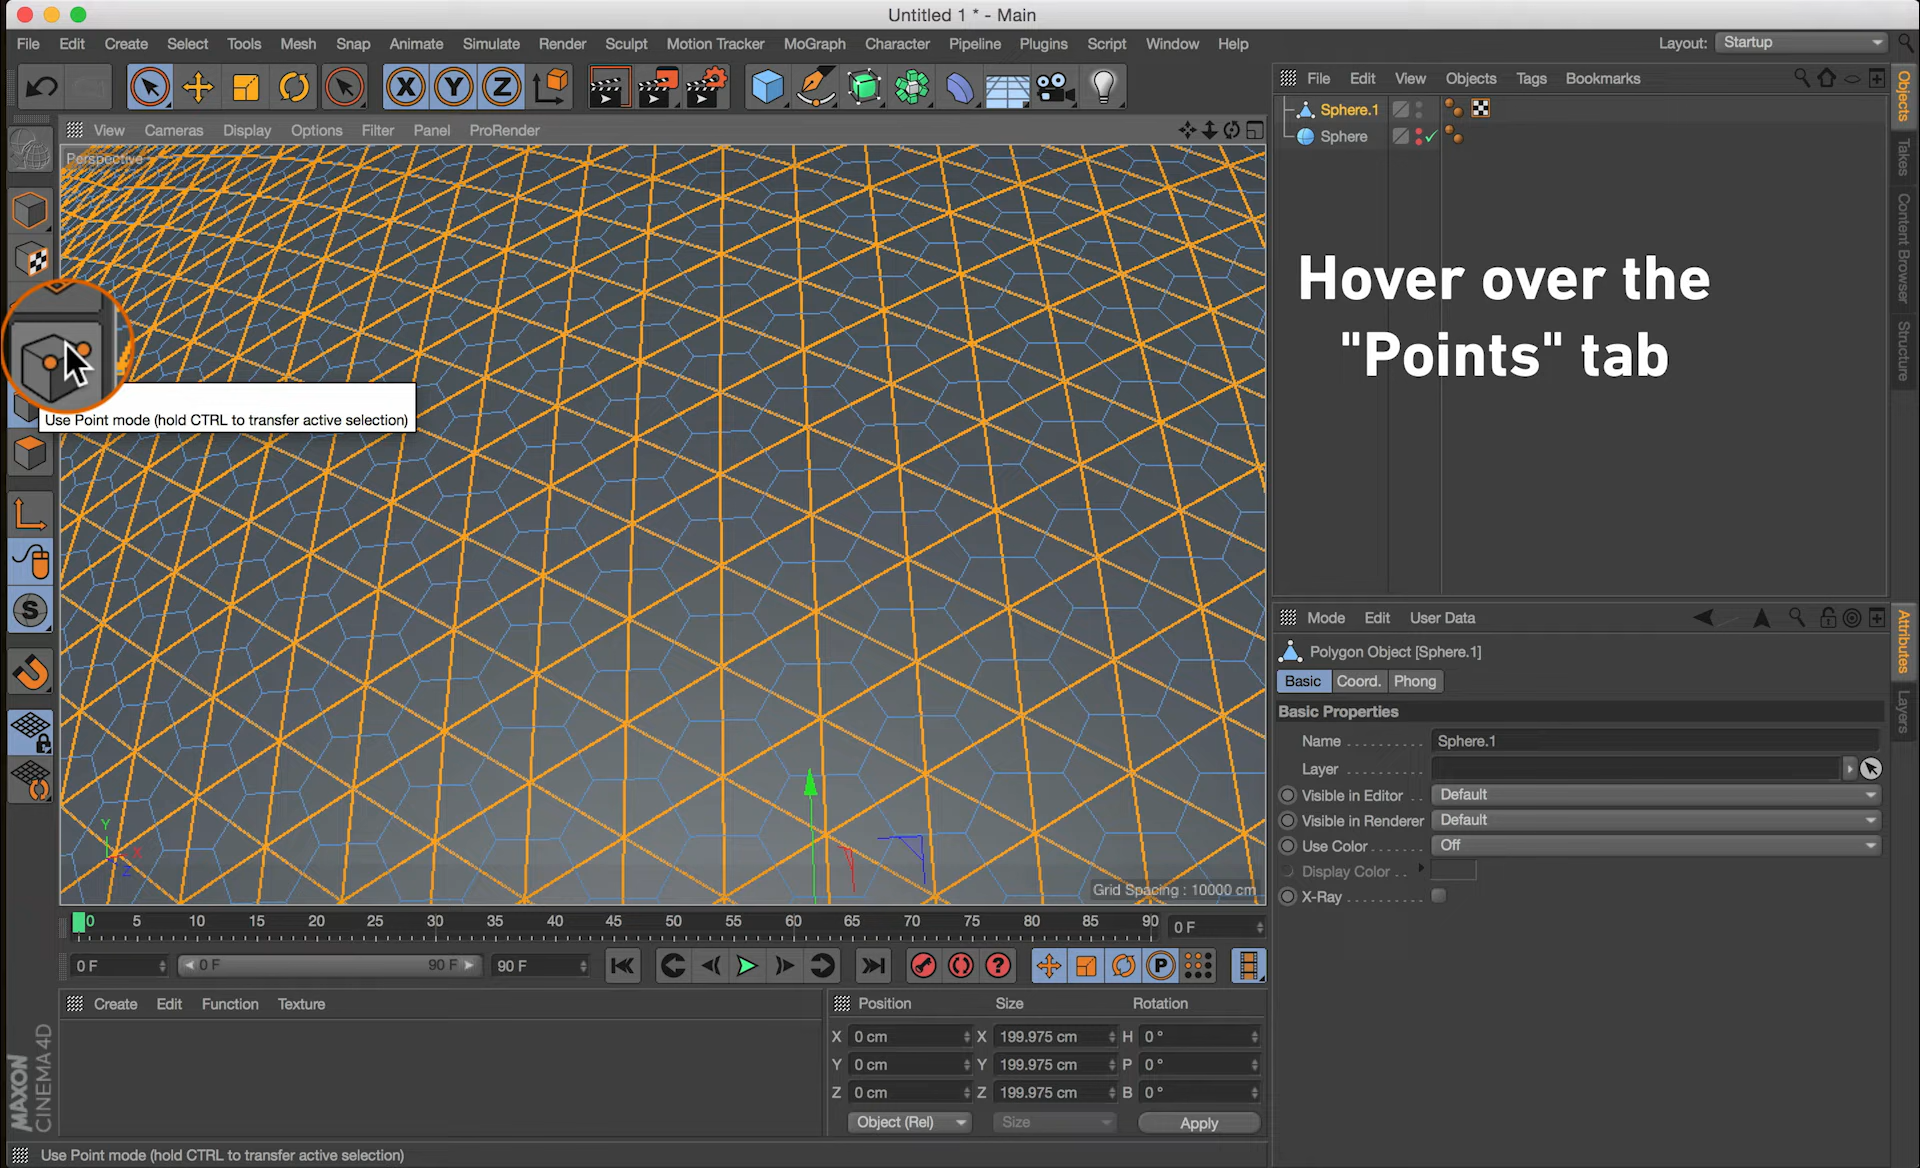 Untitled 1 * - Main
File Edit Create Select Tools Mesh Snap Animate Simulate Render Sculpt Motion Tracker MoGraph Character Pipeline Plugins Script Window Help
Layout: Startup
X Y Z
File Edit View Objects Tags Bookmarks
View Cameras Display Options Filter Panel ProRender
Perspective
Sphere.1
Sphere
Objects
Takes
Content Browser
Structure
Hover over the
"Points" tab
Use Point mode (hold CTRL to transfer active selection)
S
Mode Edit User Data
Polygon Object [Sphere.1]
Basic Coord. Phong
Basic Properties
Name Sphere.1
Layer
Visible in Editor Default
Visible in Renderer Default
Use Color Off
Display Color
X-Ray
Attributes
Layers
Y
X
Z
Grid Spacing : 10000 cm
0 5 10 15 20 25 30 35 40 45 50 55 60 65 70 75 80 85 90 0 F
0 F 0 F 90 F 90 F
? P
Create Edit Function Texture
Position Size Rotation
X 0 cm X 199.975 cm H 0 °
Y 0 cm Y 199.975 cm P 0 °
Z 0 cm Z 199.975 cm B 0 °
Object (Rel) Size Apply
MAXON
CINEMA 4D
Use Point mode (hold CTRL to transfer active selection)